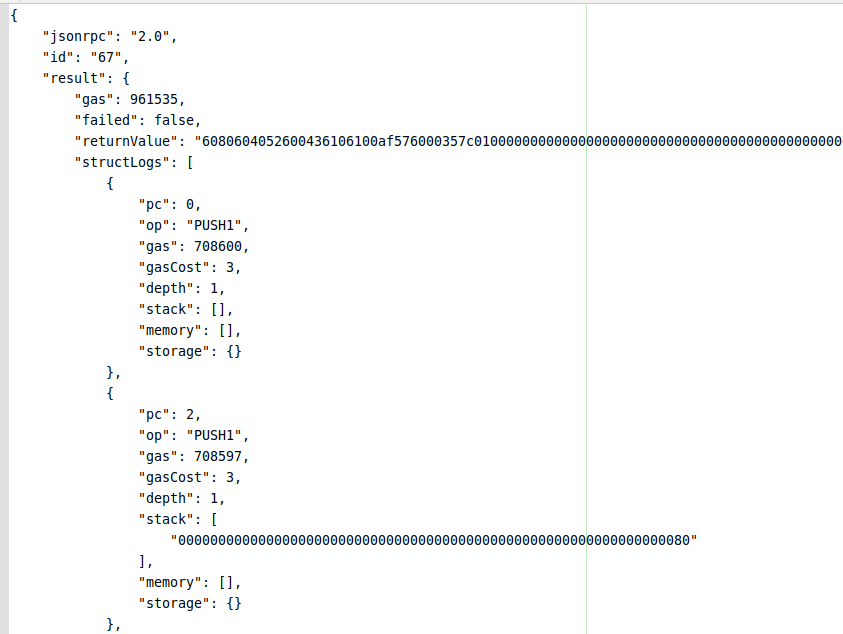 {
"jsonrpc": "2.0",
"id": "67",
"result": {
"gas": 961535,
"failed": false,
"returnValue": "6080604052600436106100af576000357c0100000000000000000000000000000000000000000000
"structLogs": [
{
"pc": 0,
"op": "PUSH1",
"gas": 708600,
"gasCost": 3,
"depth": 1,
"stack": [],
"memory": [],
"storage": {}
},
{
"pc": 2,
"op": "PUSH1",
"gas": 708597,
"gasCost": 3,
"depth": 1,
"stack": [
"0000000000000000000000000000000000000000000000000000000000000080"
],
"memory": [],
"storage": {}
},